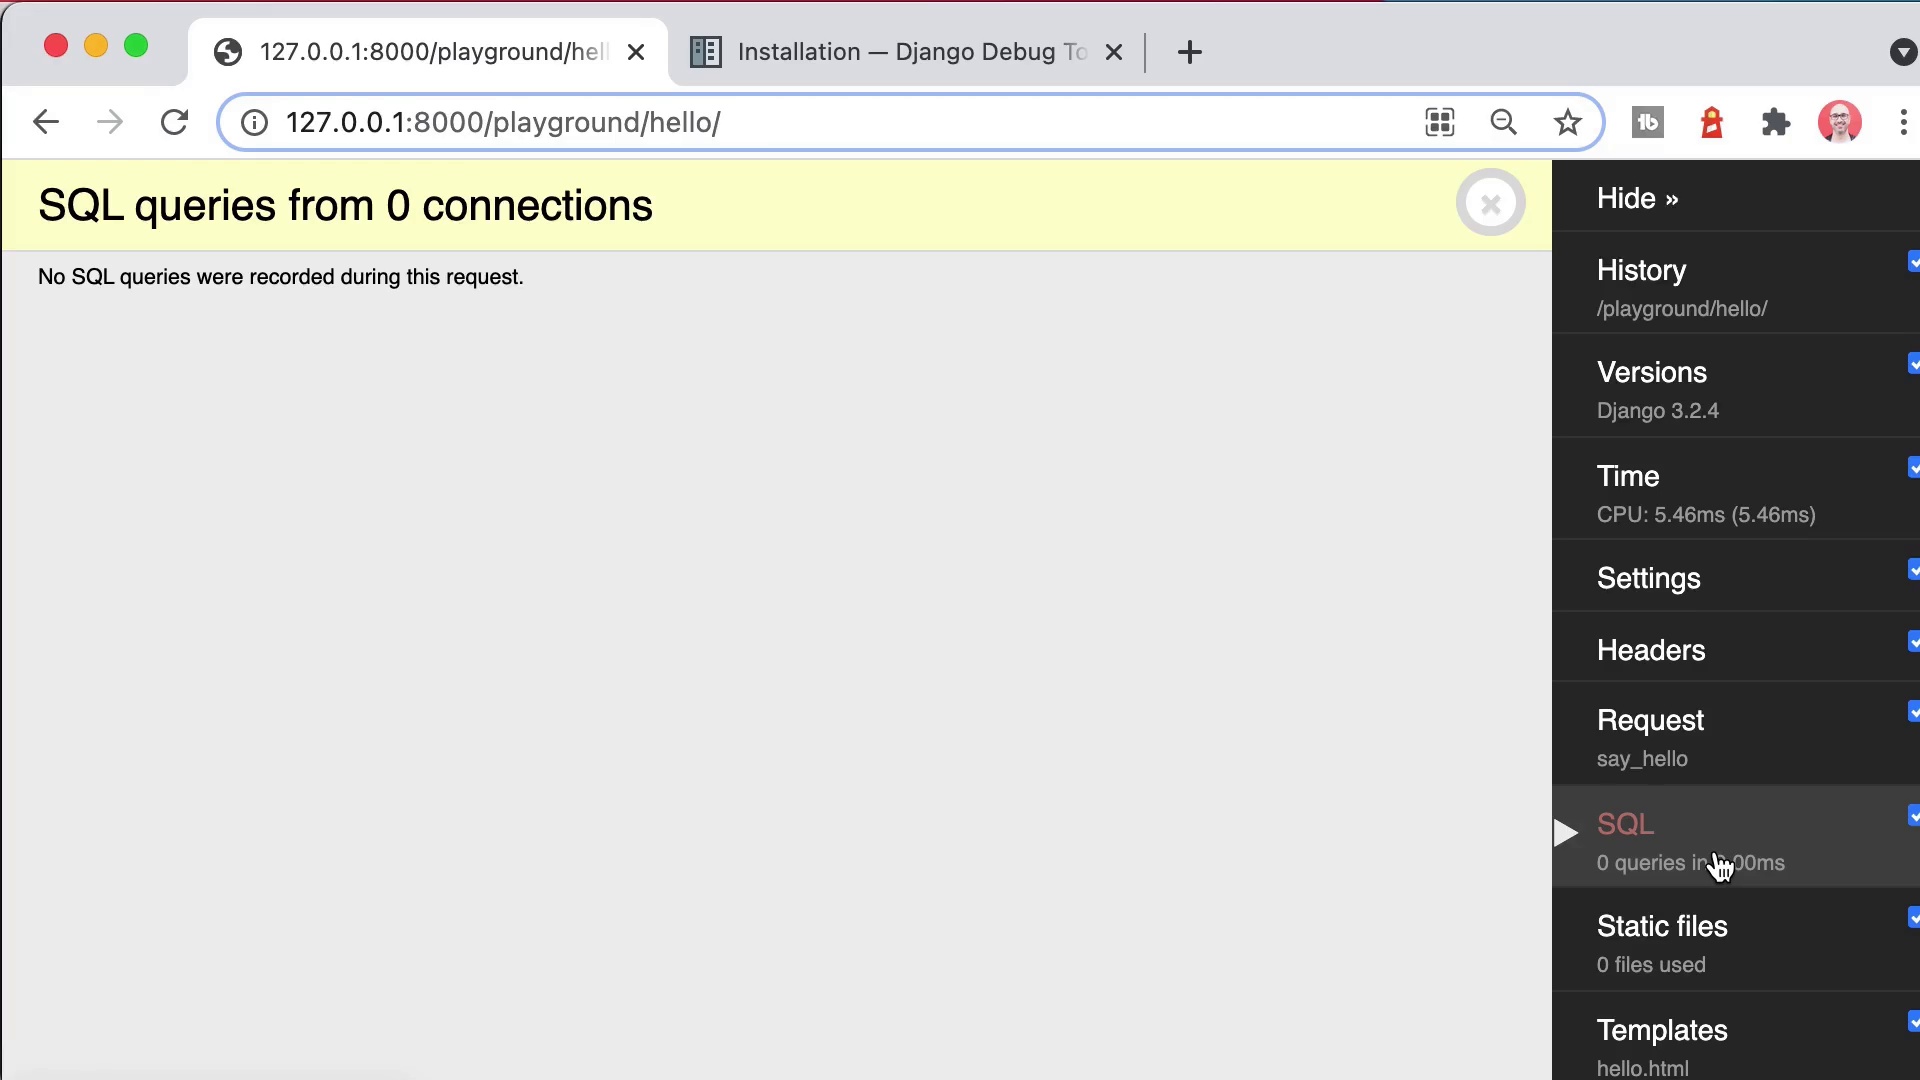 127.0.0.1:8000/playground/hel
Installation — Django Debug To
127.0.0.1:8000/playground/hello/
SQL queries from 0 connections
No SQL queries were recorded during this request.
Hide »
History
/playground/hello/
Versions
Django 3.2.4
Time
CPU: 5.46ms (5.46ms)
Settings
Headers
Request
say_hello
SQL
0 queries in .00ms
Static files
0 files used
Templates
hello.html